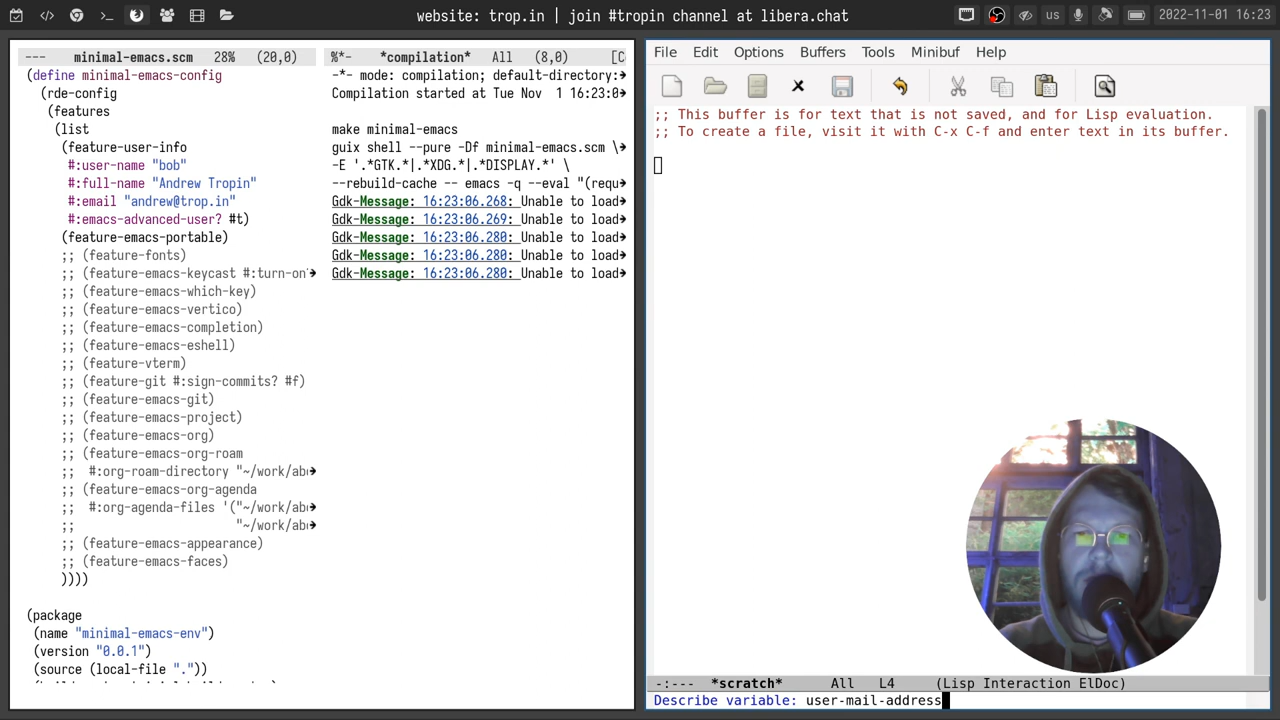 website: trop.in | join #tropin channel at libera.chat
us
2022-11-01 16:23
--- minimal-emacs.scm 28% (20,0)
(define minimal-emacs-config
(rde-config
(features
(list
(feature-user-info
#:user-name "bob"
#:full-name "Andrew Tropin"
#:email "andrew@trop.in"
#:emacs-advanced-user? #t)
(feature-emacs-portable)
;; (feature-fonts)
;; (feature-emacs-keycast #:turn-on
;; (feature-emacs-which-key)
;; (feature-emacs-vertico)
;; (feature-emacs-completion)
;; (feature-emacs-eshell)
;; (feature-vterm)
;; (feature-git #:sign-commits? #f)
;; (feature-emacs-git)
;; (feature-emacs-project)
;; (feature-emacs-org)
;; (feature-emacs-org-roam
;; #:org-roam-directory "~/work/ab
;; (feature-emacs-org-agenda
;; #:org-agenda-files '("~/work/ab
;; "~/work/ab
;; (feature-emacs-appearance)
;; (feature-emacs-faces)
))))
(package
(name "minimal-emacs-env")
(version "0.0.1")
(source (local-file "."))
%*- *compilation* All (8,0) [C
-*- mode: compilation; default-directory:
Compilation started at Tue Nov 1 16:23:0
make minimal-emacs
guix shell --pure -Df minimal-emacs.scm \
-E '.*GTK.*|.*XDG.*|.*DISPLAY.*' \
--rebuild-cache -- emacs -q --eval "(requ
Gdk-Message: 16:23:06.268: Unable to load
Gdk-Message: 16:23:06.269: Unable to load
Gdk-Message: 16:23:06.280: Unable to load
Gdk-Message: 16:23:06.280: Unable to load
Gdk-Message: 16:23:06.280: Unable to load
File Edit Options Buffers Tools Minibuf Help
;; This buffer is for text that is not saved, and for Lisp evaluation.
;; To create a file, visit it with C-x C-f and enter text in its buffer.
-:--- *scratch* All L4 (Lisp Interaction ElDoc)
Describe variable: user-mail-address